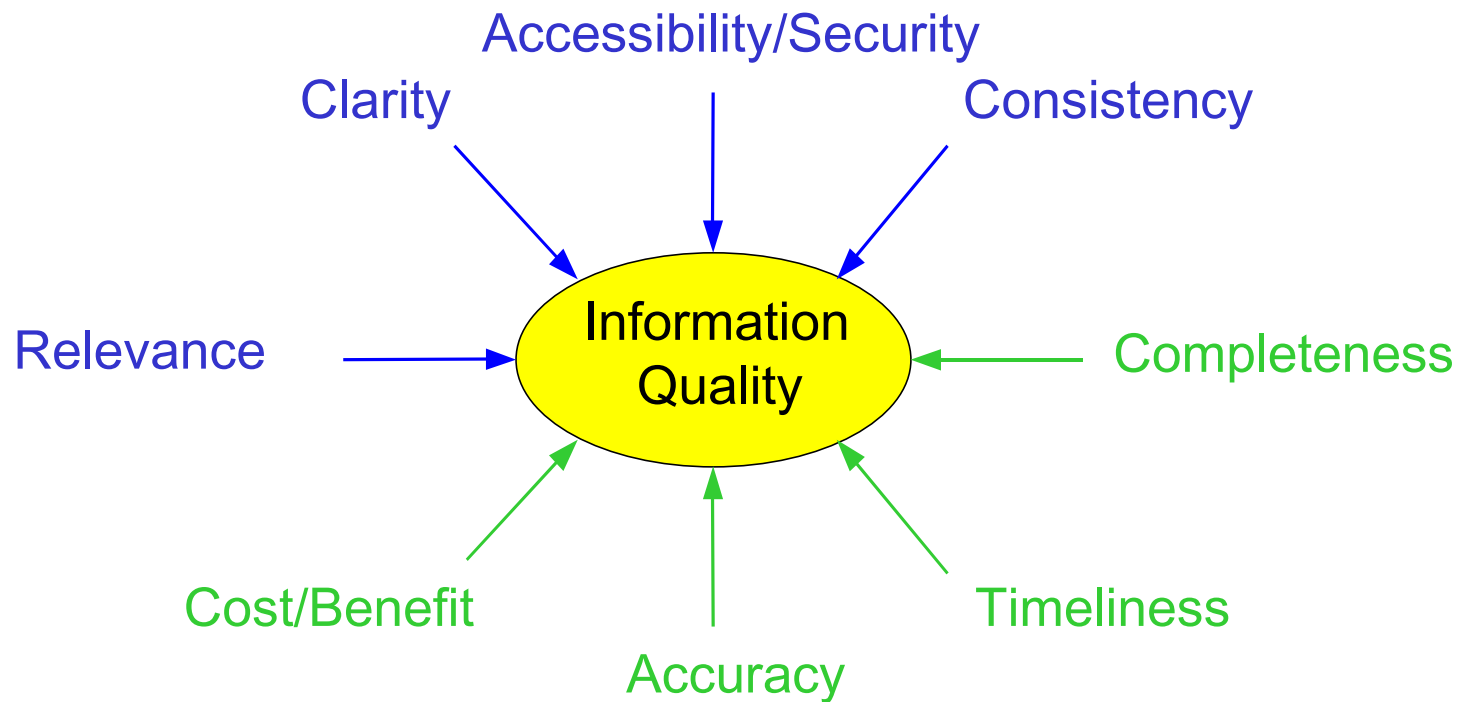 Accessibility/Security
Clarity
Consistency
Information
Quality
Relevance
Completeness
Cost/Benefit
Timeliness
Accuracy